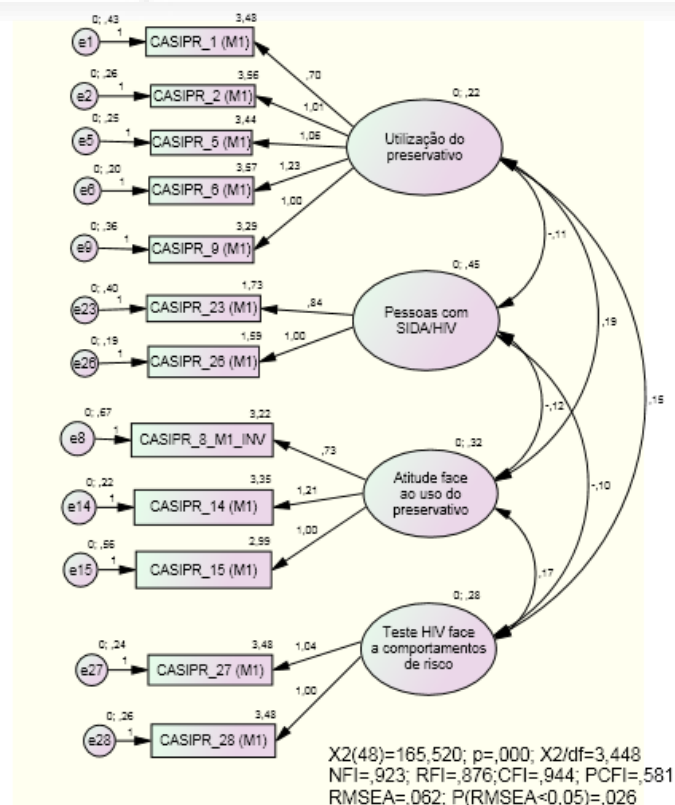 0; ,43
3,48
e1
1
CASIPR_1 (M1)
,70
0; ,26
3,56
e2
1
CASIPR_2 (M1)
1,01
0; ,25
3,44
e5
1
CASIPR_5 (M1)
1,06
0; ,20
3,57
e6
1
CASIPR_6 (M1)
1,23
0; ,36
3,29
e9
1
CASIPR_9 (M1)
1,00
0; ,22
Utilização do
preservativo
-,11
0; ,40
1,73
e23
1
CASIPR_23 (M1)
,84
0; ,19
1,59
e26
1
CASIPR_26 (M1)
1,00
0; ,45
Pessoas com
SIDA/HIV
,19
-,12
,15
0; ,67
3,22
e8
1
CASIPR_8_M1_INV
,73
0; ,22
3,35
e14
1
CASIPR_14 (M1)
1,21
0; ,55
2,99
e15
1
CASIPR_15 (M1)
1,00
0; ,32
Atitude face
ao uso do
preservativo
-,10
,17
0; ,24
3,48
e27
1
CASIPR_27 (M1)
1,04
0; ,26
3,48
e28
1
CASIPR_28 (M1)
1,00
0; ,28
Teste HIV face
a comportamentos
de risco
X2(48)=165,520; p=,000; X2/df=3,448
NFI=,923; RFI=,876;CFI=,944; PCFI=,581
RMSEA=,062; P(RMSEA<0.05)=,026